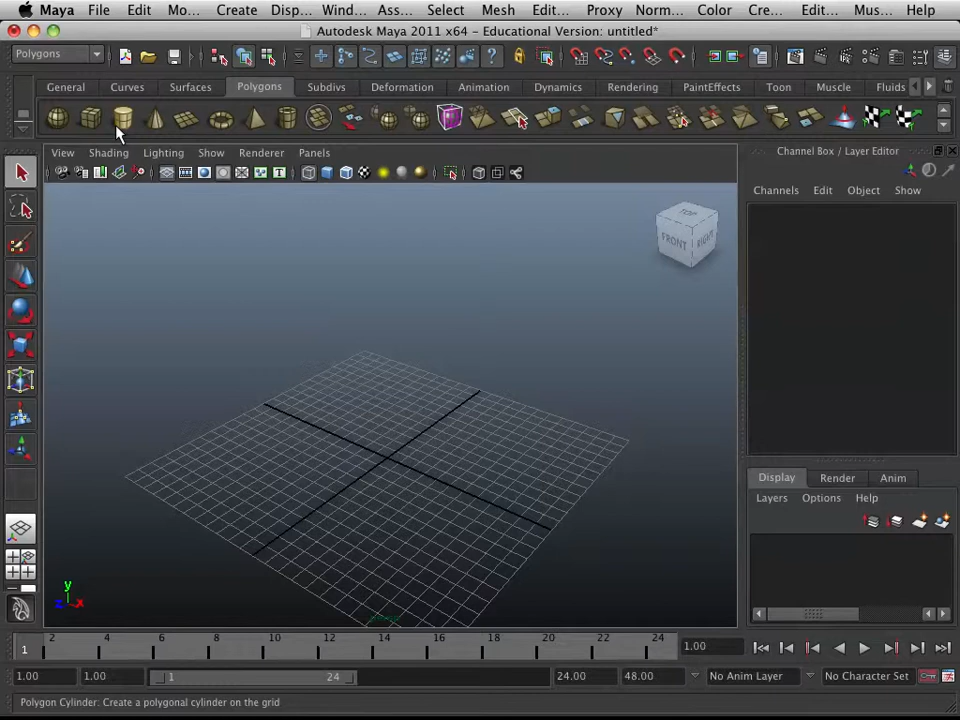 Maya File Edit Mo... Create Disp... Wind... Ass... Select Mesh Edit... Proxy Norm... Color Cre... Edit... Mus... Help
Autodesk Maya 2011 x64 - Educational Version: untitled*
Polygons
General Curves Surfaces Polygons Subdivs Deformation Animation Dynamics Rendering PaintEffects Toon Muscle Fluids
View Shading Lighting Show Renderer Panels
Channel Box / Layer Editor
Channels Edit Object Show
TOP
FRONT RIGHT
Display Render Anim
Layers Options Help
y
z x
persp
2 4 6 8 10 12 14 16 18 20 22 24
1 1.00
1.00 1.00 1 24 24.00 48.00 No Anim Layer No Character Set
Polygon Cylinder: Create a polygonal cylinder on the grid